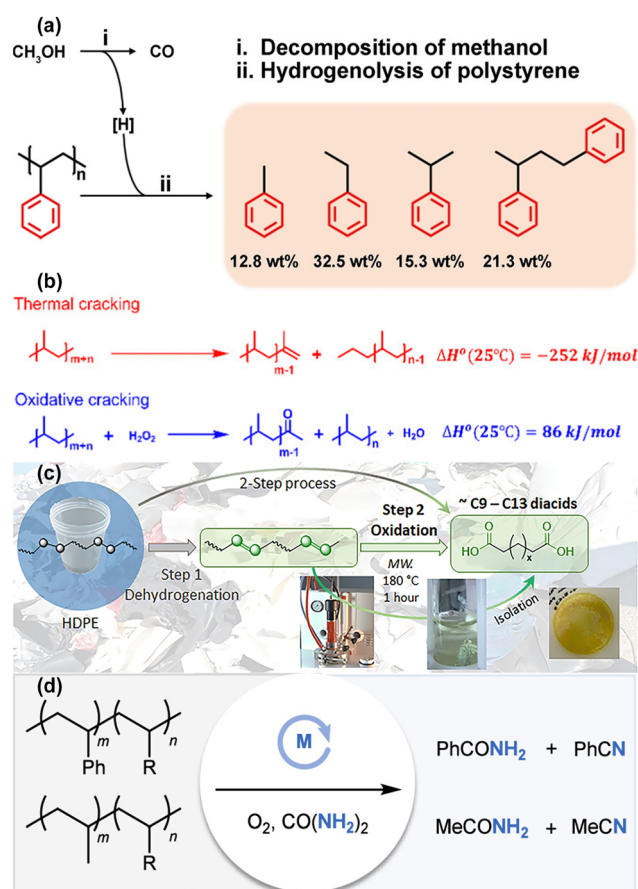 (a)
CH3OH i CO
i. Decomposition of methanol
ii. Hydrogenolysis of polystyrene
[H]
n
ii
12.8 wt% 32.5 wt% 15.3 wt% 21.3 wt%
(b)
Thermal cracking
m+n m-1 + n-1 ΔH°(25℃) = −252 kJ/mol
Oxidative cracking
O
m+n + H2O2 m-1 + n + H2O ΔH°(25℃) = 86 kJ/mol
(c)
2-Step process
~ C9 – C13 diacids
Step 2
Oxidation
O O
HO x OH
MW.
180 °C
1 hour
Step 1
Dehydrogenation
HDPE
Isolation
(d)
m n
Ph R
M
O2, CO(NH2)2
PhCONH2 + PhCN
m n
R
MeCONH2 + MeCN